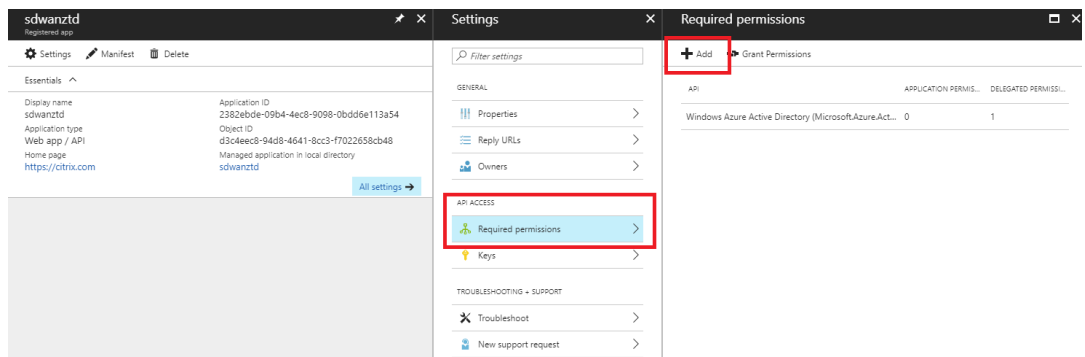 sdwanztd
Registered app
Settings Manifest Delete
Essentials
Display name
sdwanztd
Application type
Web app / API
Home page
https://citrix.com
Application ID
2382ebde-09b4-4ec8-9098-0bdd6e113a54
Object ID
d3c4eec8-94d8-4641-8cc3-f7022658cb48
Managed application in local directory
sdwanztd
All settings
Settings
Filter settings
GENERAL
Properties
Reply URLs
Owners
API ACCESS
Required permissions
Keys
TROUBLESHOOTING + SUPPORT
Troubleshoot
New support request
Required permissions
Add Grant Permissions
API APPLICATION PERMIS... DELEGATED PERMISSI...
Windows Azure Active Directory (Microsoft.Azure.Act... 0 1